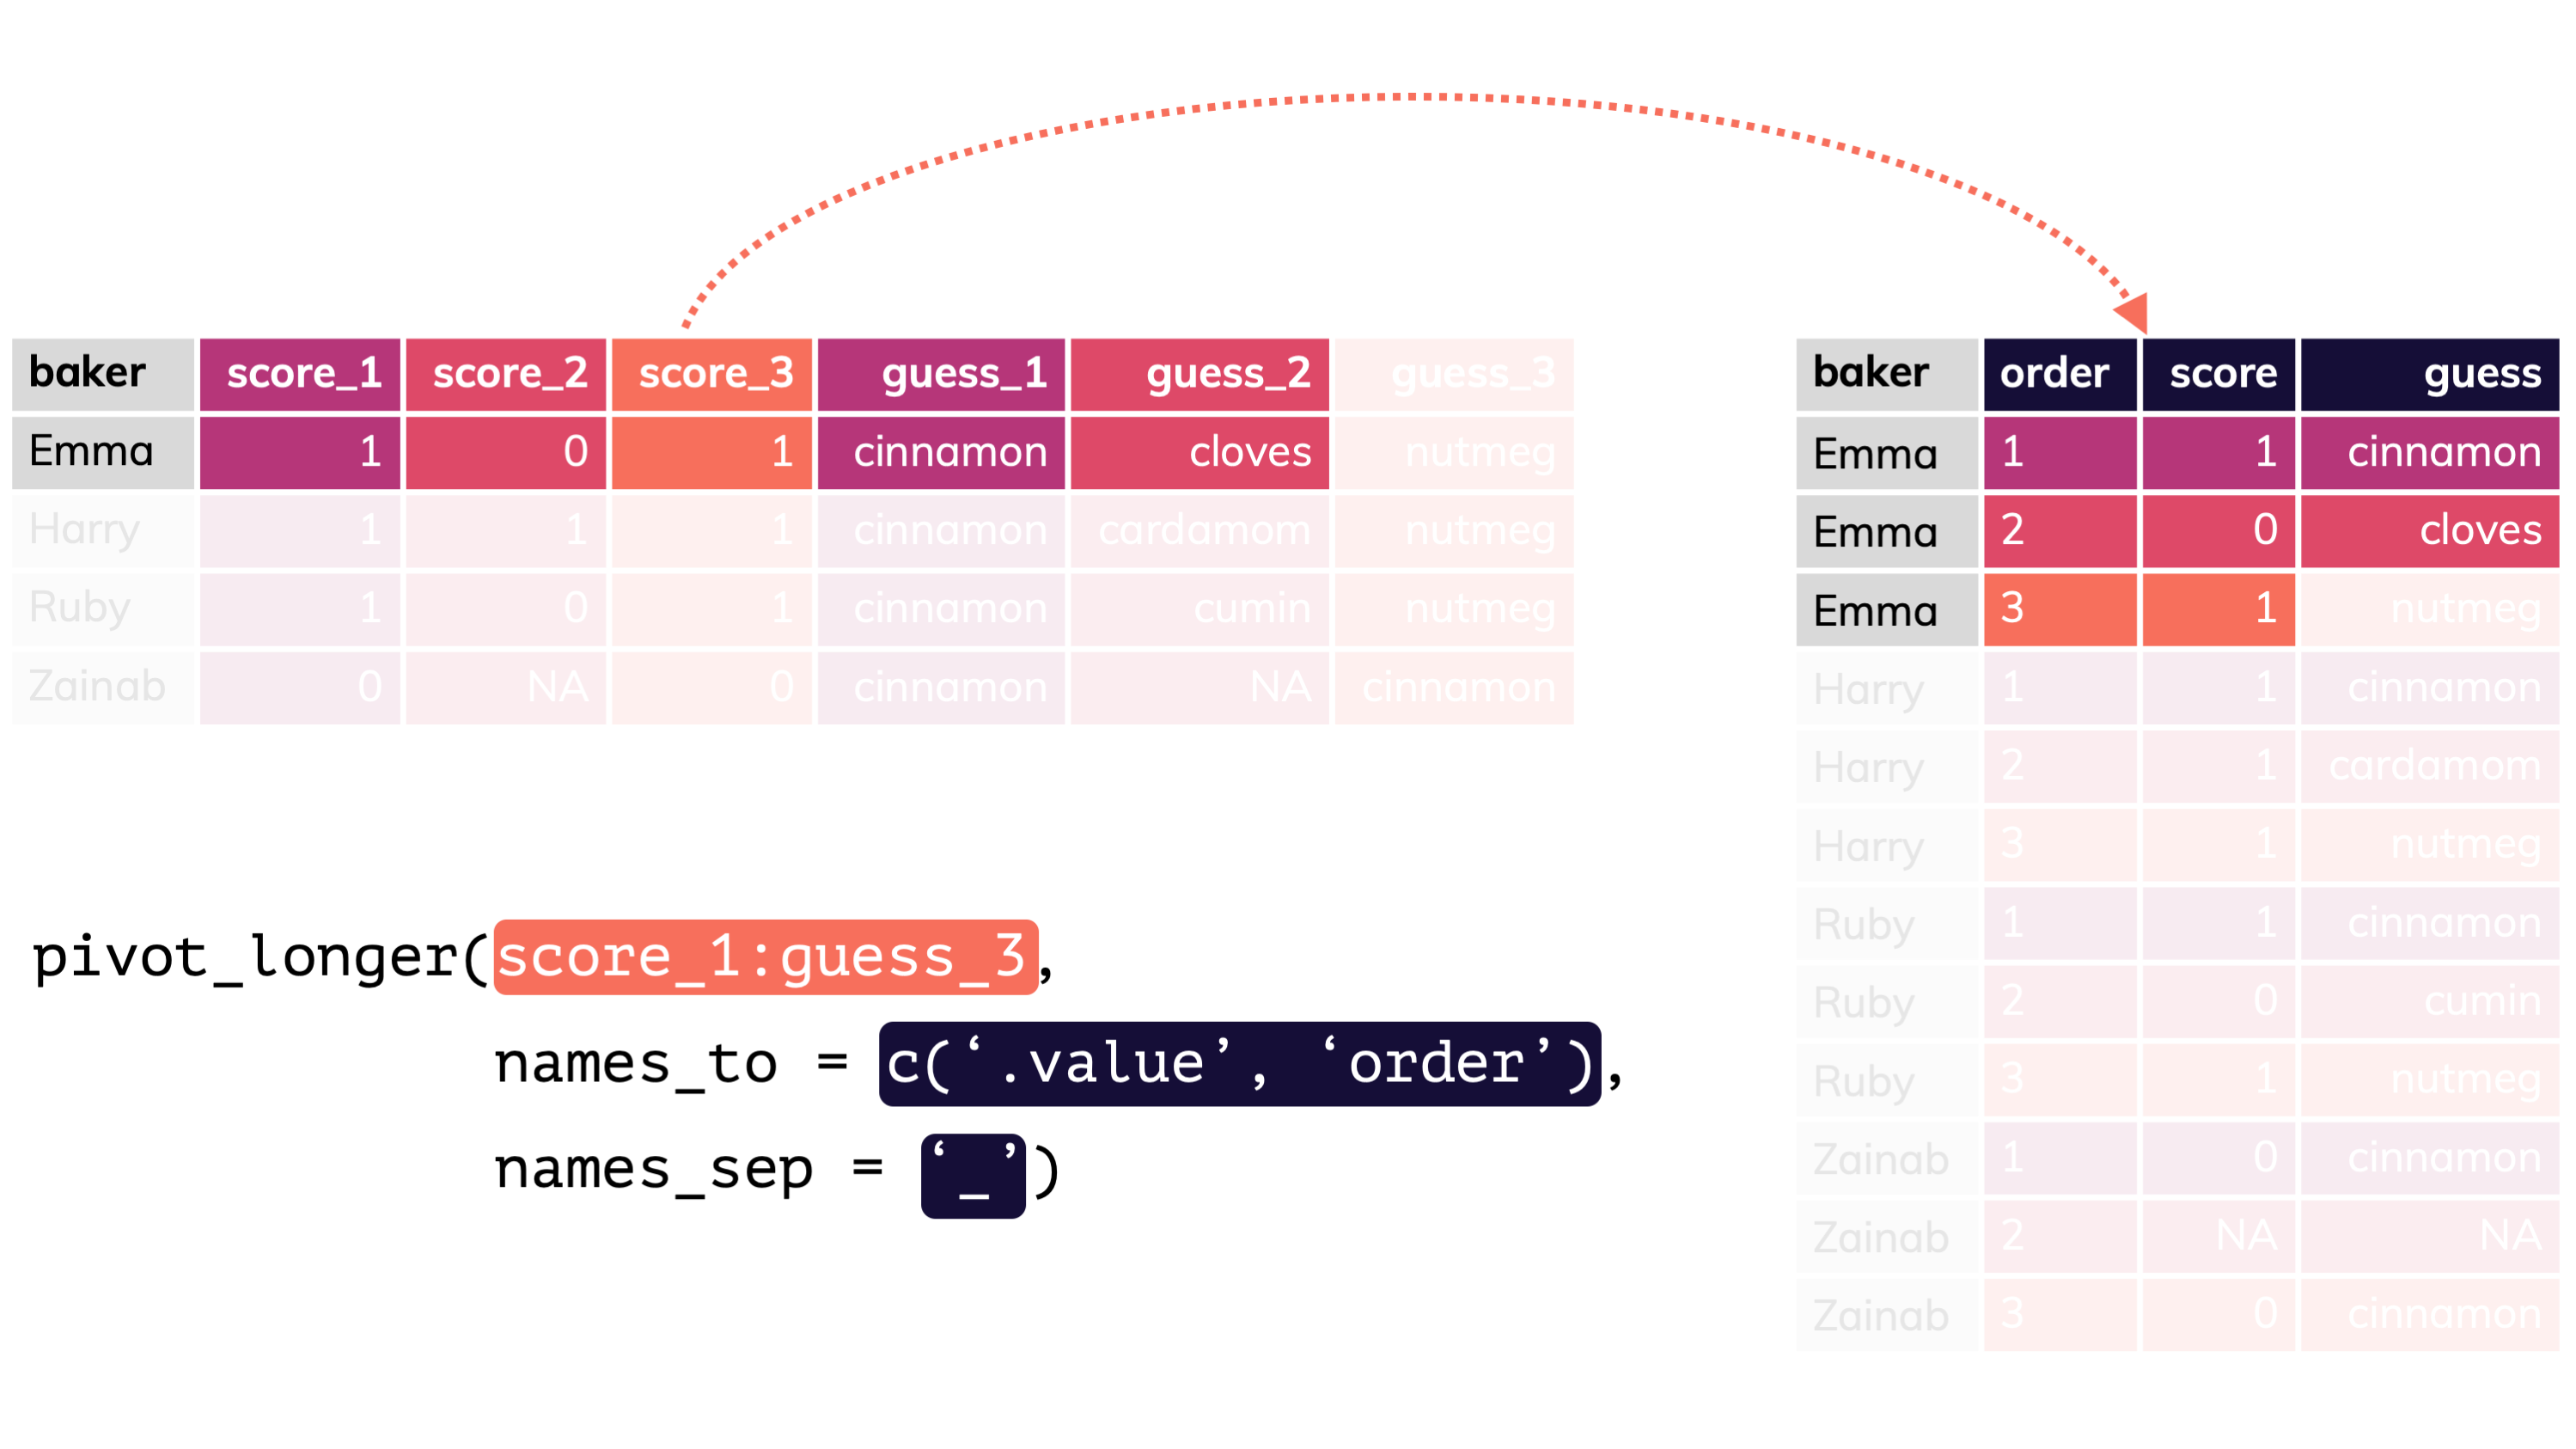 baker score_1 score_2 score_3 guess_1 guess_2 guess_3
Emma 1 0 1 cinnamon cloves nutmeg
Harry 1 1 1 cinnamon cardamom nutmeg
Ruby 1 0 1 cinnamon cumin nutmeg
Zainab 0 NA 0 cinnamon NA cinnamon
pivot_longer(score_1:guess_3,
names_to = c(‘.value’, ‘order’),
names_sep = ‘_’)
baker order score guess
Emma 1 1 cinnamon
Emma 2 0 cloves
Emma 3 1 nutmeg
Harry 1 1 cinnamon
Harry 2 1 cardamom
Harry 3 1 nutmeg
Ruby 1 1 cinnamon
Ruby 2 0 cumin
Ruby 3 1 nutmeg
Zainab 1 0 cinnamon
Zainab 2 NA NA
Zainab 3 0 cinnamon